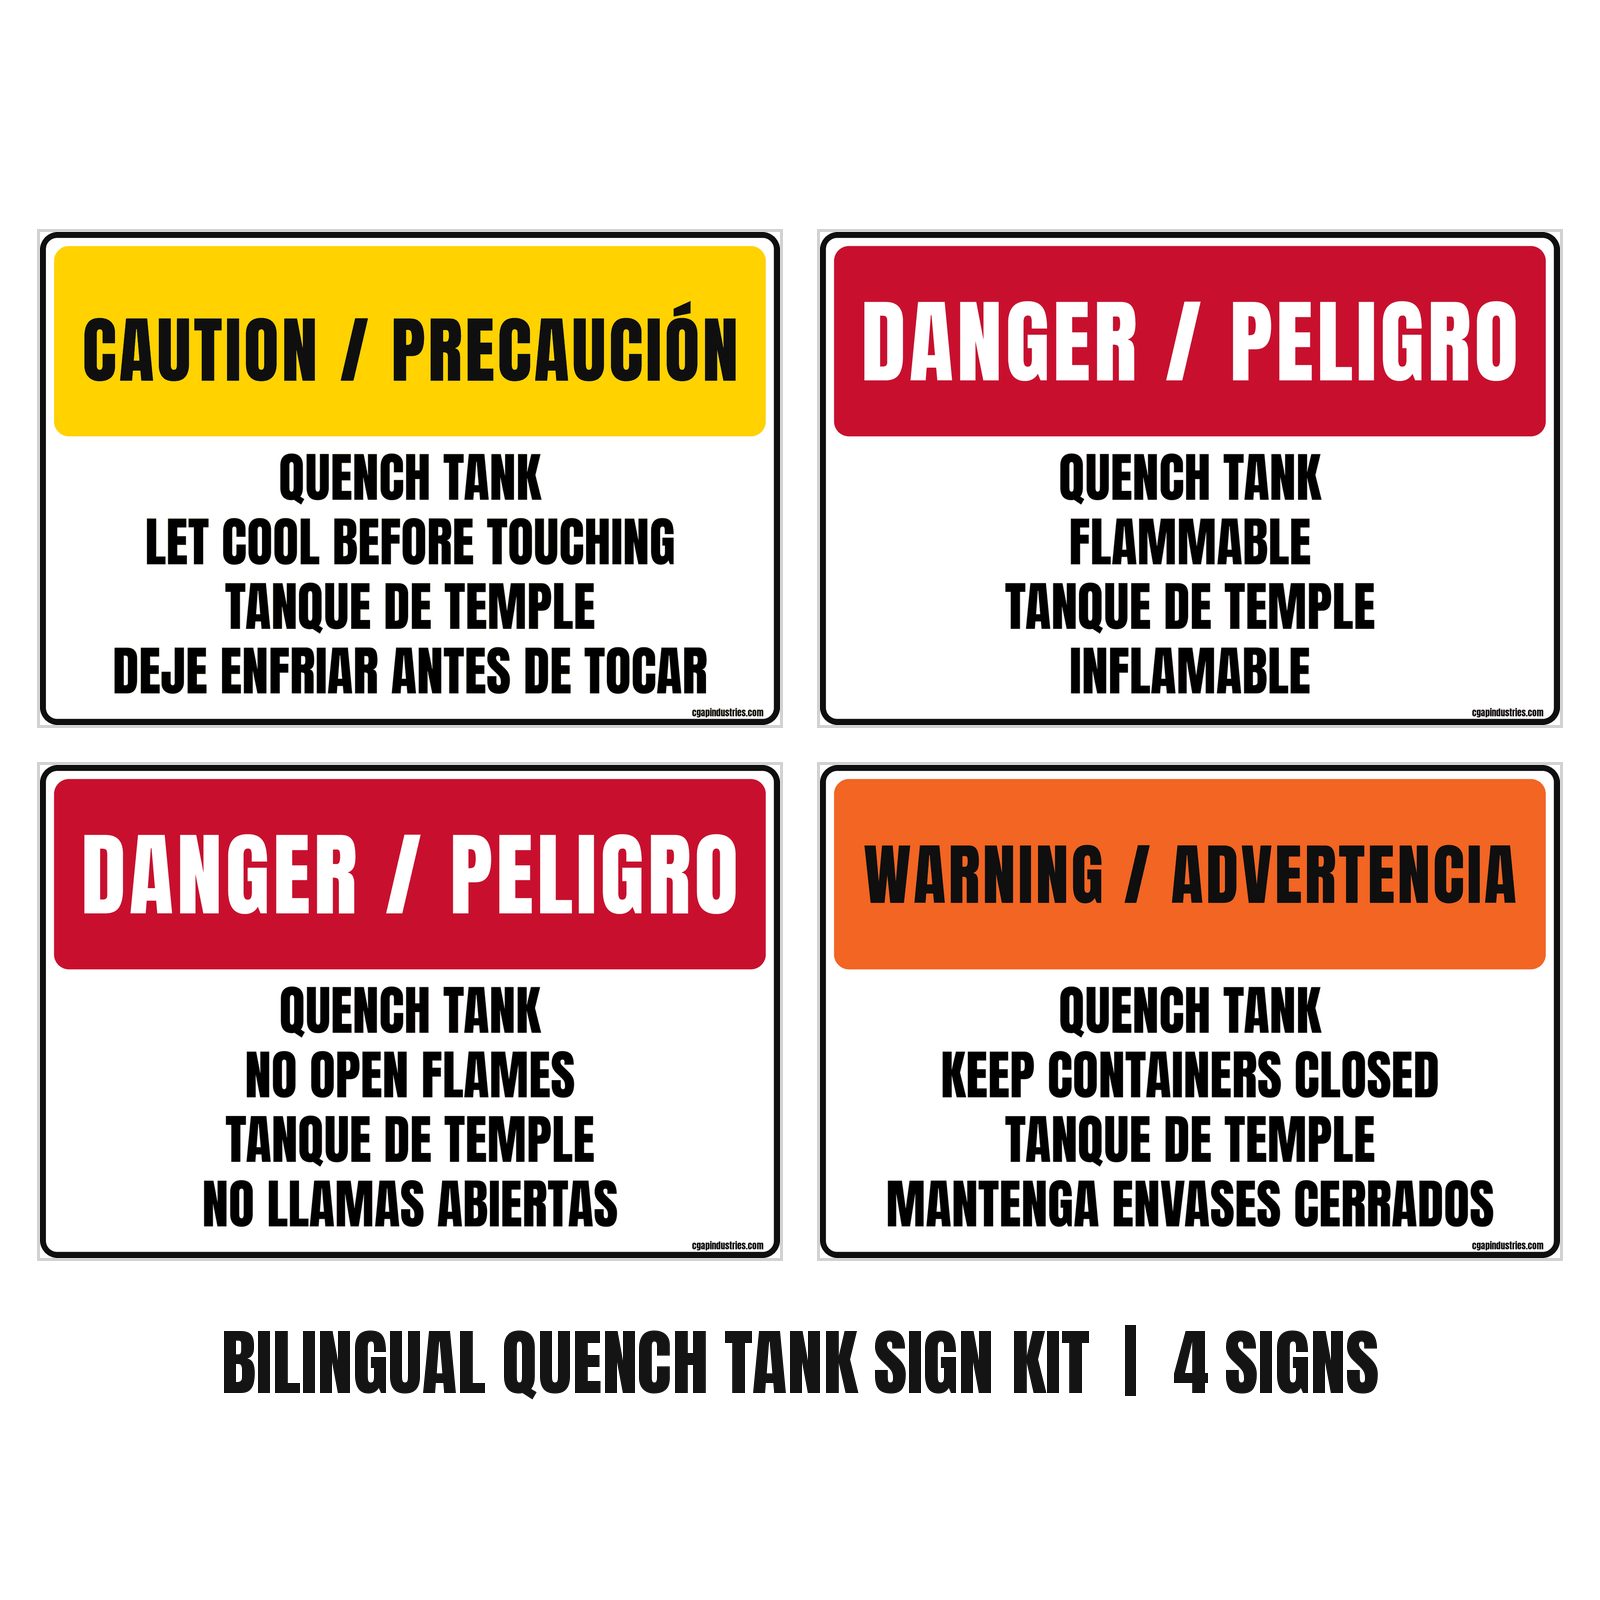 CAUTION / PRECAUCIÓN
QUENCH TANK
LET COOL BEFORE TOUCHING
TANQUE DE TEMPLE
DEJE ENFRIAR ANTES DE TOCAR
cgapindustries.com
DANGER / PELIGRO
QUENCH TANK
FLAMMABLE
TANQUE DE TEMPLE
INFLAMABLE
cgapindustries.com
DANGER / PELIGRO
QUENCH TANK
NO OPEN FLAMES
TANQUE DE TEMPLE
NO LLAMAS ABIERTAS
cgapindustries.com
WARNING / ADVERTENCIA
QUENCH TANK
KEEP CONTAINERS CLOSED
TANQUE DE TEMPLE
MANTENGA ENVASES CERRADOS
cgapindustries.com
BILINGUAL QUENCH TANK SIGN KIT | 4 SIGNS